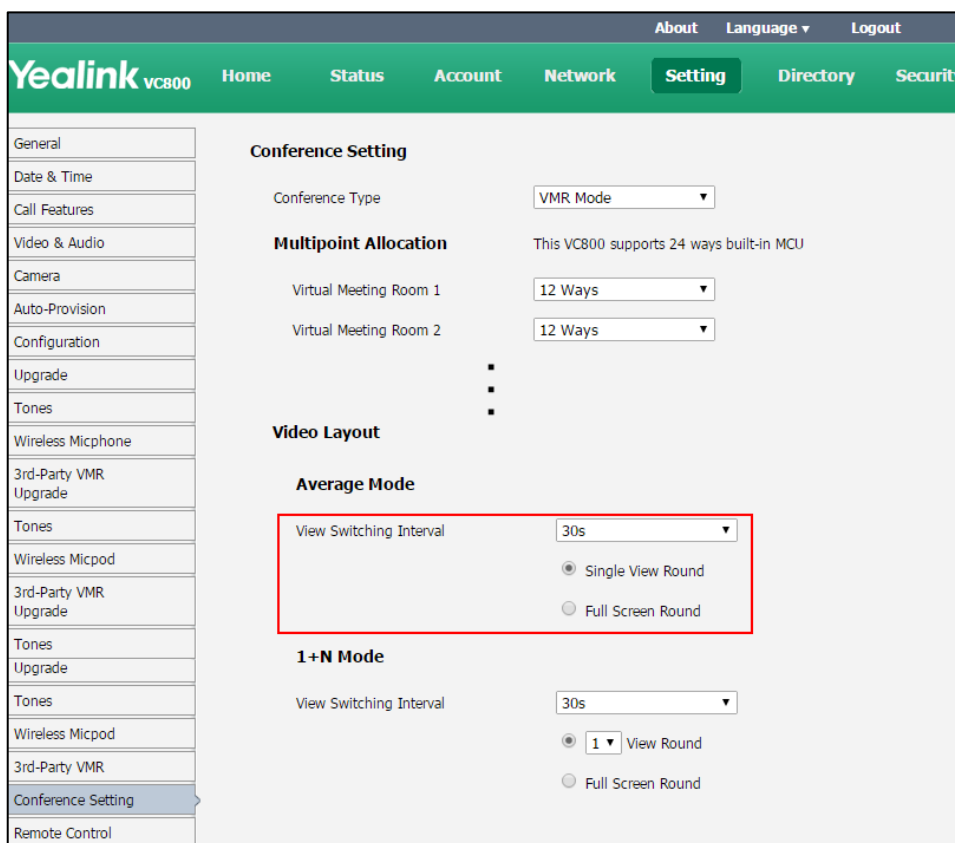 About Language ▾ Logout
Yealink VC800 Home Status Account Network Setting Directory
General
Date & Time
Call Features
Video & Audio
Camera
Auto-Provision
Configuration
Upgrade
Tones
Wireless Micphone
3rd-Party VMR
Upgrade
Tones
Wireless Micpod
3rd-Party VMR
Upgrade
Tones
Upgrade
Tones
Wireless Micpod
3rd-Party VMR
Conference Setting
Remote Control
Conference Setting
Conference Type VMR Mode
Multipoint Allocation This VC800 supports 24 ways built-in MCU
Virtual Meeting Room 1 12 Ways
Virtual Meeting Room 2 12 Ways
Video Layout
Average Mode
View Switching Interval 30s
Single View Round
Full Screen Round
1+N Mode
View Switching Interval 30s
1 View Round
Full Screen Round